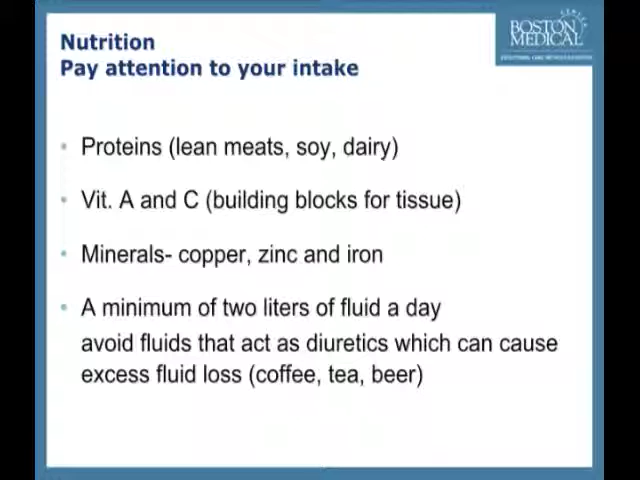 Nutrition
Pay attention to your intake
CENTER
BOSTON
MEDICAL
Proteins (lean meats, soy, dairy)
Vit. A and C (building blocks for tissue)
Minerals- copper, zinc and iron
A minimum of two liters of fluid a day
avoid fluids that act as diuretics which can cause
excess fluid loss (coffee, tea, beer)